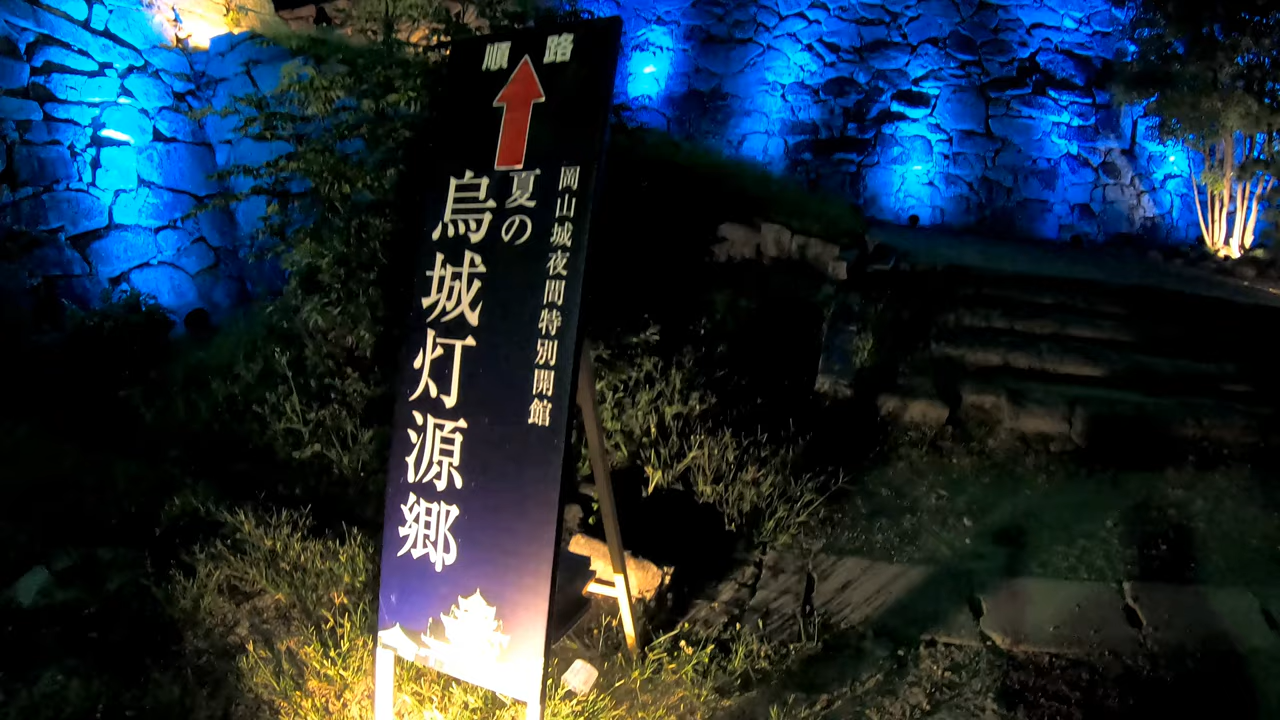 順路
岡山城夜間特別開館
夏の
烏城灯源郷